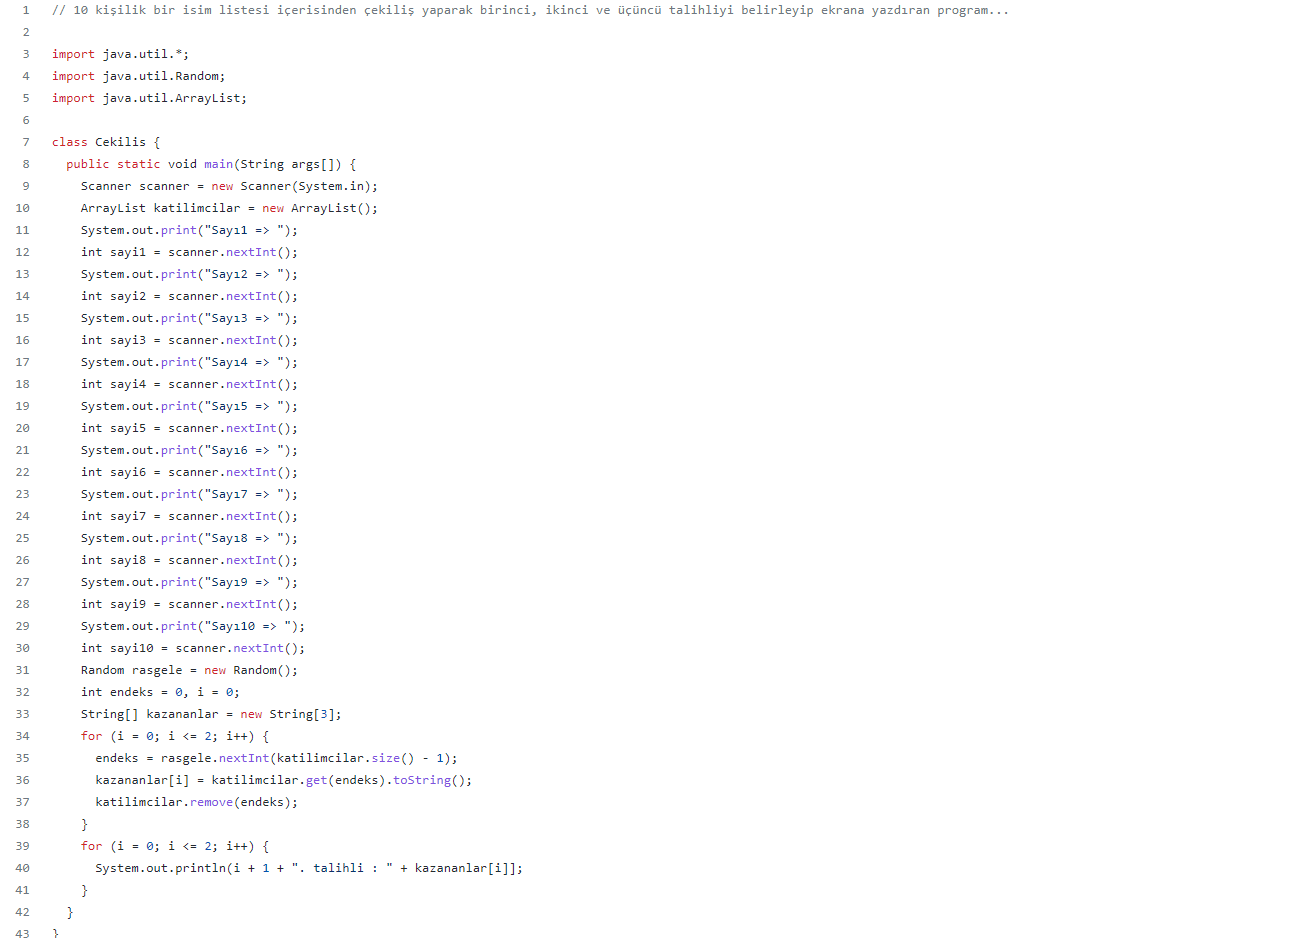 1 // 10 kişilik bir isim listesi içerisinden çekiliş yaparak birinci, ikinci ve üçüncü talihliyi belirleyip ekrana yazdıran program...
2
3 import java.util.*;
4 import java.util.Random;
5 import java.util.ArrayList;
6
7 class Cekilis {
8 public static void main(String args[]) {
9 Scanner scanner = new Scanner(System.in);
10 ArrayList katilimcilar = new ArrayList();
11 System.out.print("Sayı1 => ");
12 int sayi1 = scanner.nextInt();
13 System.out.print("Sayı2 => ");
14 int sayi2 = scanner.nextInt();
15 System.out.print("Sayı3 => ");
16 int sayi3 = scanner.nextInt();
17 System.out.print("Sayı4 => ");
18 int sayi4 = scanner.nextInt();
19 System.out.print("Sayı5 => ");
20 int sayi5 = scanner.nextInt();
21 System.out.print("Sayı6 => ");
22 int sayi6 = scanner.nextInt();
23 System.out.print("Sayı7 => ");
24 int sayi7 = scanner.nextInt();
25 System.out.print("Sayı8 => ");
26 int sayi8 = scanner.nextInt();
27 System.out.print("Sayı9 => ");
28 int sayi9 = scanner.nextInt();
29 System.out.print("Sayı10 => ");
30 int sayi10 = scanner.nextInt();
31 Random rasgele = new Random();
32 int endeks = 0, i = 0;
33 String[] kazananlar = new String[3];
34 for (i = 0; i <= 2; i++) {
35 endeks = rasgele.nextInt(katilimcilar.size() - 1);
36 kazananlar[i] = katilimcilar.get(endeks).toString();
37 katilimcilar.remove(endeks);
38 }
39 for (i = 0; i <= 2; i++) {
40 System.out.println(i + 1 + ". talihli : " + kazananlar[i]];
41 }
42 }
43 }